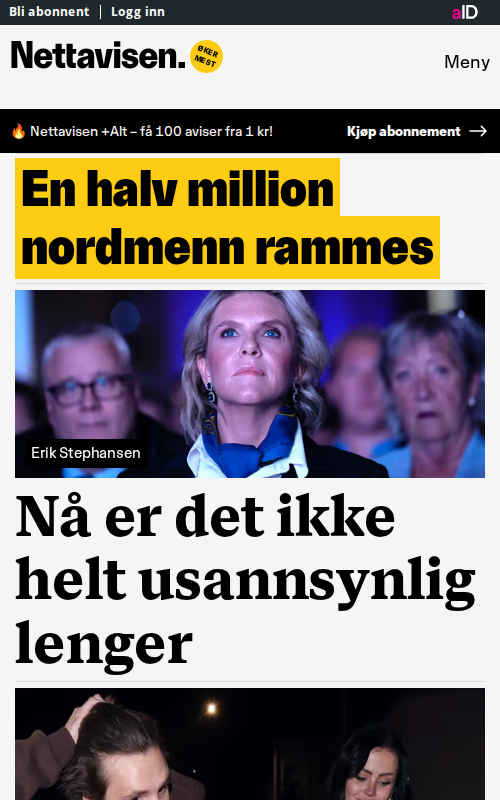 Bli abonnent
Logg inn
aID
Nettavisen.
ØKER
MEST
Meny
🔥 Nettavisen +Alt – få 100 aviser fra 1 kr!
Kjøp abonnement →
En halv million
nordmenn rammes
Erik Stephansen
Nå er det ikke
helt usannsynlig
lenger